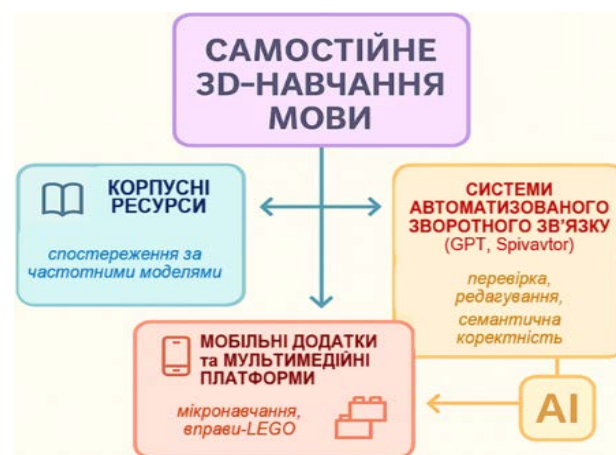 САМОСТІЙНЕ
3D-НАВЧАННЯ
МОВИ
КОРПУСНІ
РЕСУРСИ
спостереження за
частотними моделями
СИСТЕМИ
АВТОМАТИЗОВАНОГО
ЗВОРОТНОГО ЗВ'ЯЗКУ
(GPT, Spivavtor)
перевірка,
редагування,
семантична
коректність
МОБІЛЬНІ ДОДАТКИ
та МУЛЬТИМЕДІЙНІ
ПЛАТФОРМИ
мікронавчання,
вправи-LEGO
AI